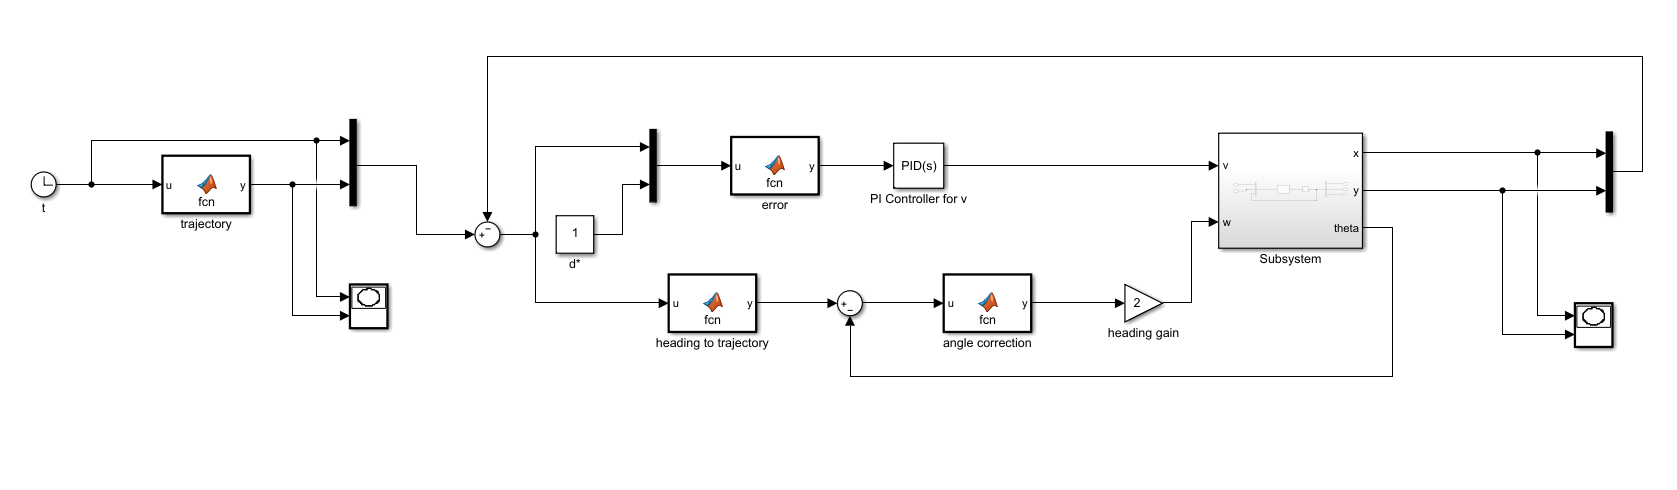 t
u
y
fcn
trajectory
−
+
1
d*
u
y
fcn
error
PID(s)
PI Controller for v
v
w
x
y
theta
Subsystem
u
y
fcn
heading to trajectory
+
−
u
y
fcn
angle correction
2
heading gain